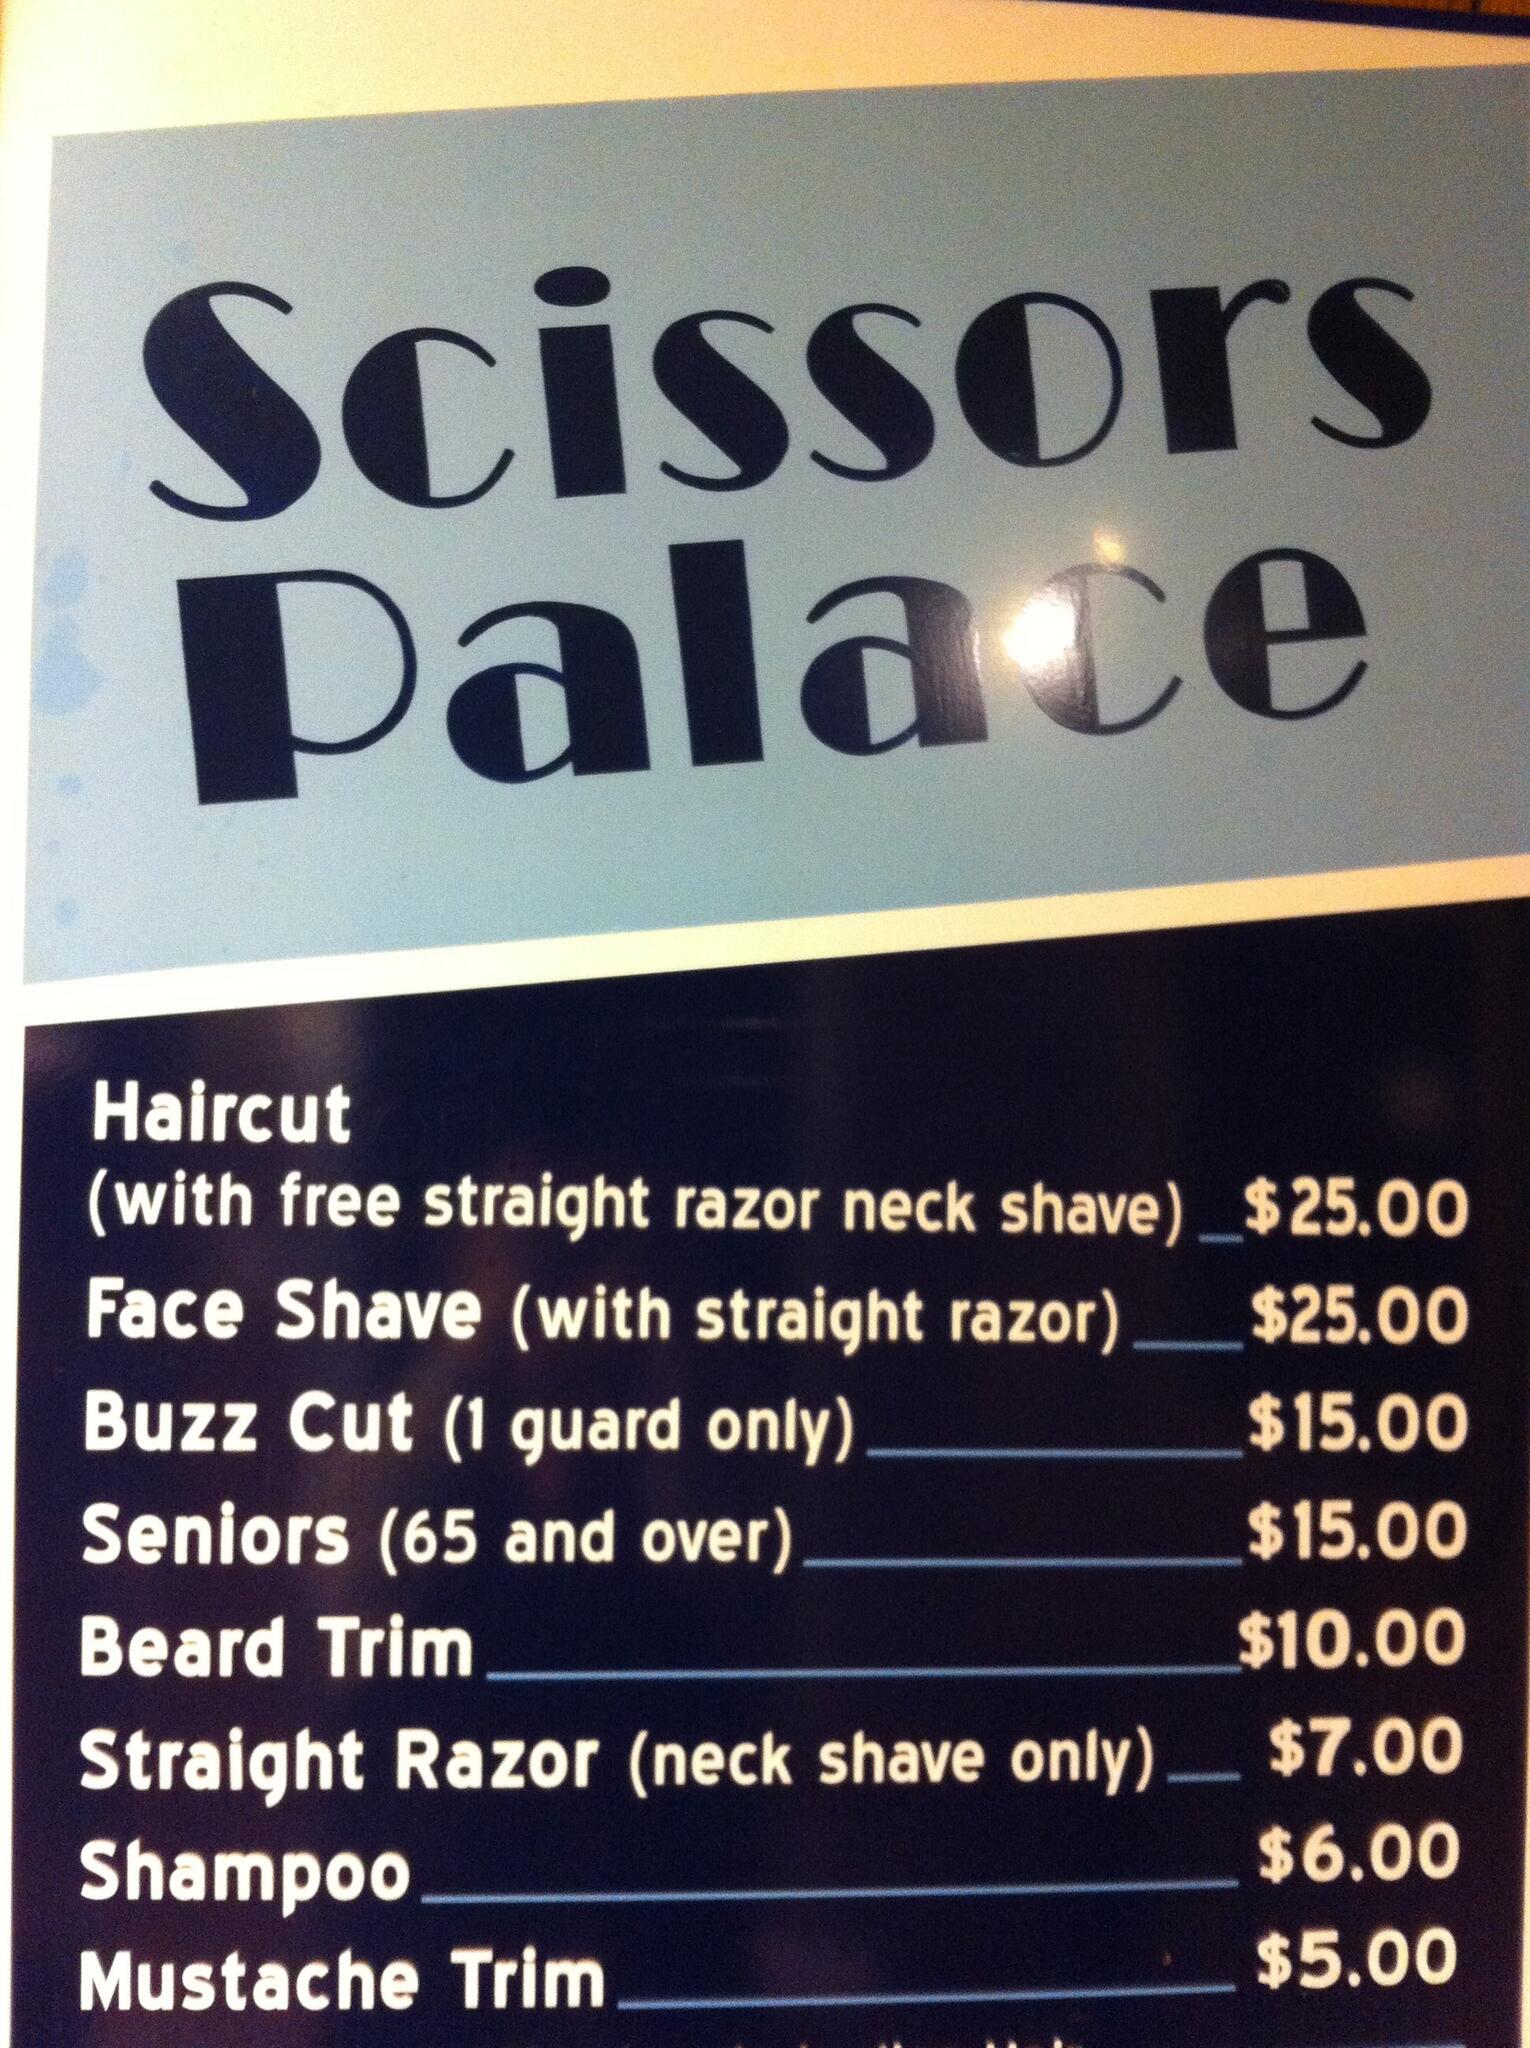 Scissors
Palace
Haircut
(with free straight razor neck shave) $25.00
Face Shave (with straight razor) $25.00
Buzz Cut (1 guard only) $15.00
Seniors (65 and over) $15.00
Beard Trim $10.00
Straight Razor (neck shave only) $7.00
Shampoo $6.00
Mustache Trim $5.00